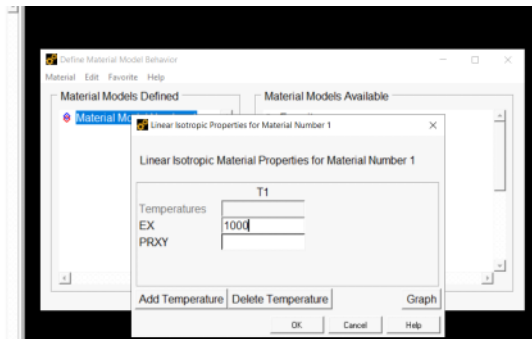 Define Material Model Behavior
Material Edit Favorite Help
Material Models Defined
Material Models Available
Linear Isotropic Properties for Material Number 1
Linear Isotropic Material Properties for Material Number 1
T1
Temperatures
EX 1000
PRXY
Add Temperature Delete Temperature Graph
OK Cancel Help